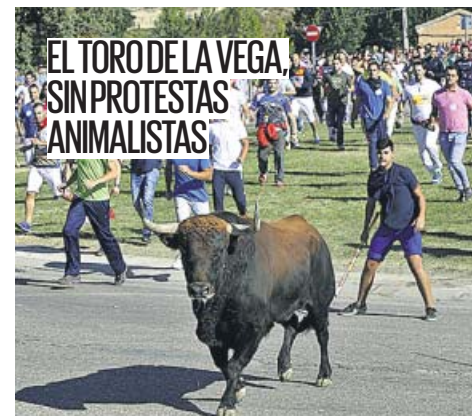 EL TORO DE LA VEGA,
SIN PROTESTAS
ANIMALISTAS